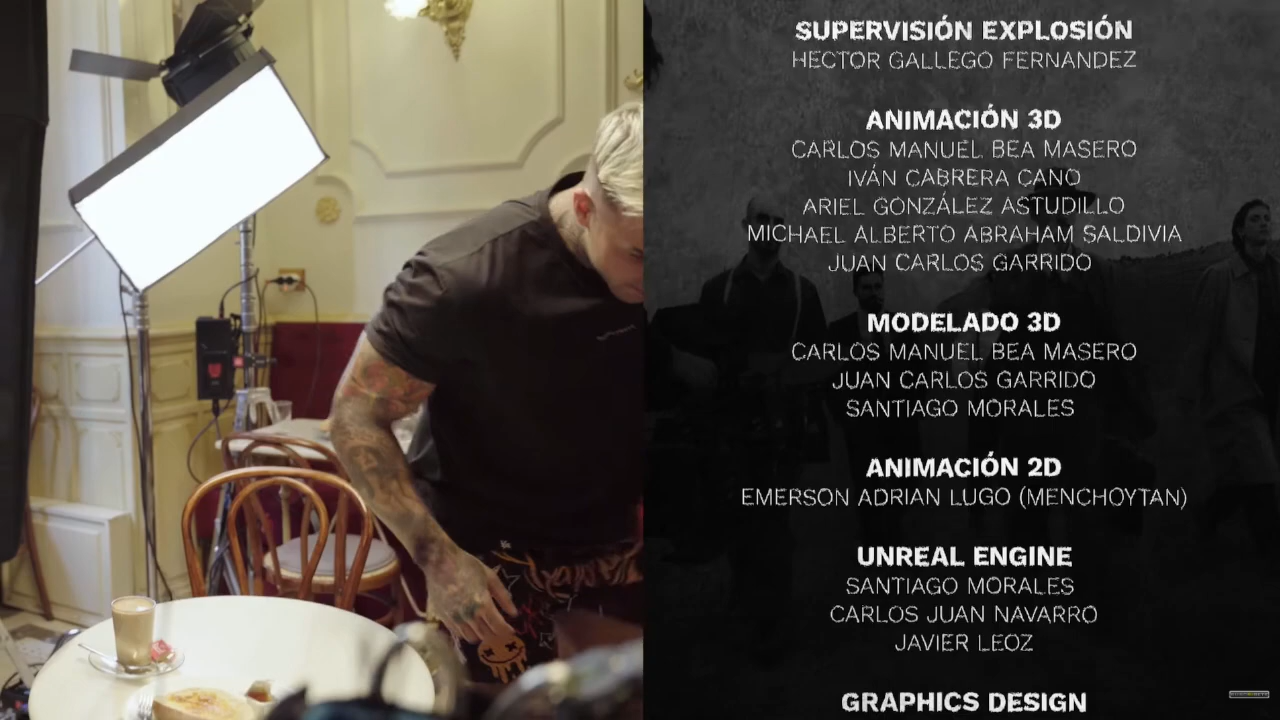 SUPERVISIÓN EXPLOSIÓN
HECTOR GALLEGO FERNANDEZ
ANIMACIÓN 3D
CARLOS MANUEL BEA MASERO
IVÁN CABRERA CANO
ARIEL GONZÁLEZ ASTUDILLO
MICHAEL ALBERTO ABRAHAM SALDIVIA
JUAN CARLOS GARRIDO
MODELADO 3D
CARLOS MANUEL BEA MASERO
JUAN CARLOS GARRIDO
SANTIAGO MORALES
ANIMACIÓN 2D
EMERSON ADRIAN LUGO (MENCHOYTAN)
UNREAL ENGINE
SANTIAGO MORALES
CARLOS JUAN NAVARRO
JAVIER LEOZ
GRAPHICS DESIGN